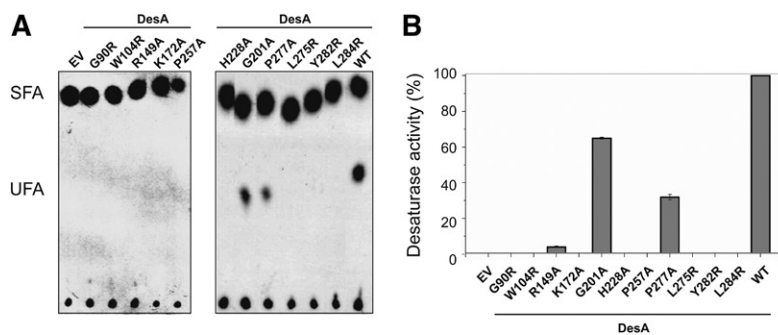 A
DesA
EV G90R W104R R149A K172A P257A
SFA
UFA
DesA
H228A G201A P277A L275R Y282R L284R WT
B
Desaturase activity (%)
100
80
60
40
20
0
EV G90R W104R R149A K172A G201A H228A P257A P277A L275R Y282R L284R WT
DesA